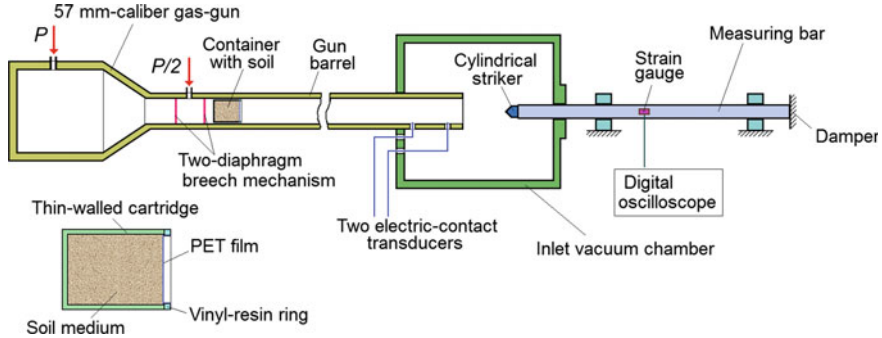 57 mm-caliber gas-gun
P
P/2
Container
with soil
Gun
barrel
Cylindrical
striker
Strain
gauge
Measuring bar
Damper
Two-diaphragm
breech mechanism
Digital
oscilloscope
Thin-walled cartridge
PET film
Two electric-contact
transducers
Inlet vacuum chamber
Vinyl-resin ring
Soil medium